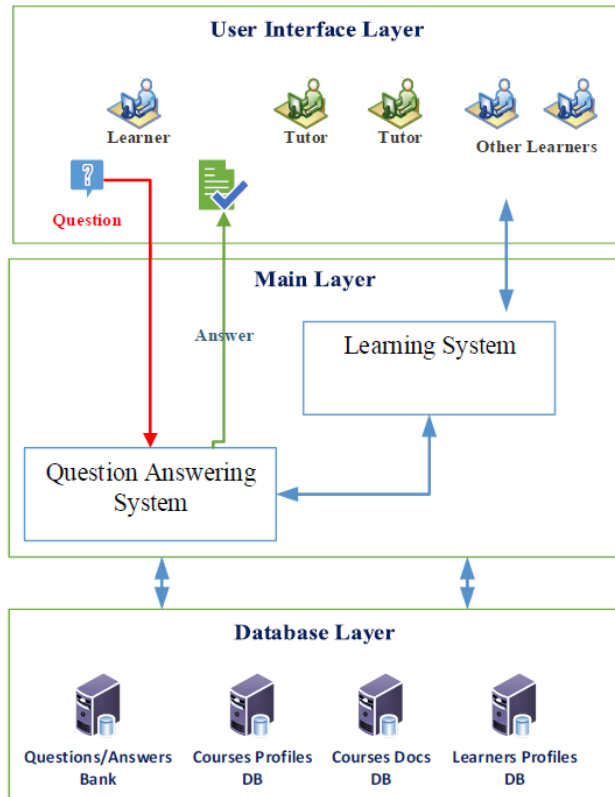 User Interface Layer
Learner
Tutor
Tutor
Other Learners
?
Question
Main Layer
Answer
Learning System
Question Answering
System
Database Layer
Questions/Answers
Bank
Courses Profiles
DB
Courses Docs
DB
Learners Profiles
DB